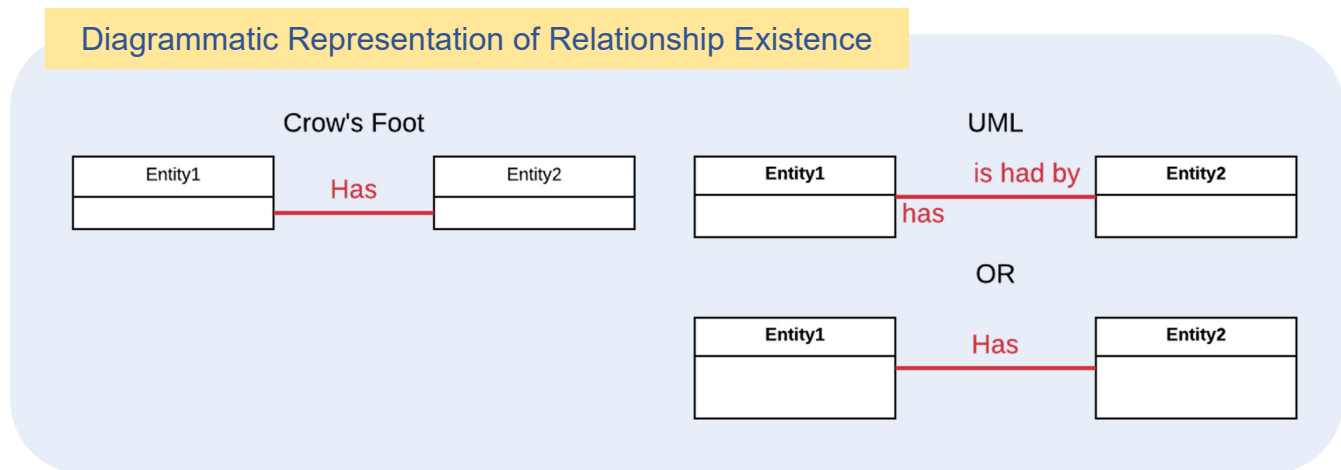 Diagrammatic Representation of Relationship Existence
Crow's Foot
Entity1
Has
Entity2
UML
Entity1
is had by
has
Entity2
OR
Entity1
Has
Entity2